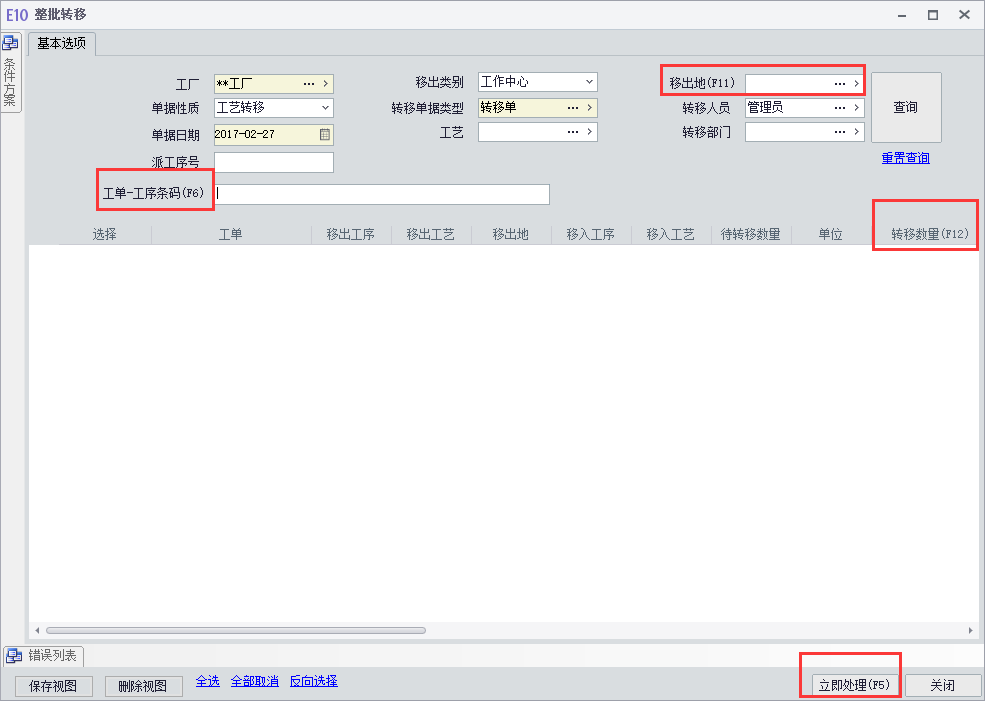 E10 整批转移
条件方案
基本选项
工厂 **工厂 移出类别 工作中心 移出地(F11)
单据性质 工艺转移 转移单据类型 转移单 转移人员 管理员 查询
单据日期 2017-02-27 工艺 转移部门
派工序号 重置查询
工单-工序条码(F6)
选择 工单 移出工序 移出工艺 移出地 移入工序 移入工艺 待转移数量 单位 转移数量(F12)
错误列表
保存视图 删除视图 全选 全部取消 反向选择 立即处理(F5) 关闭